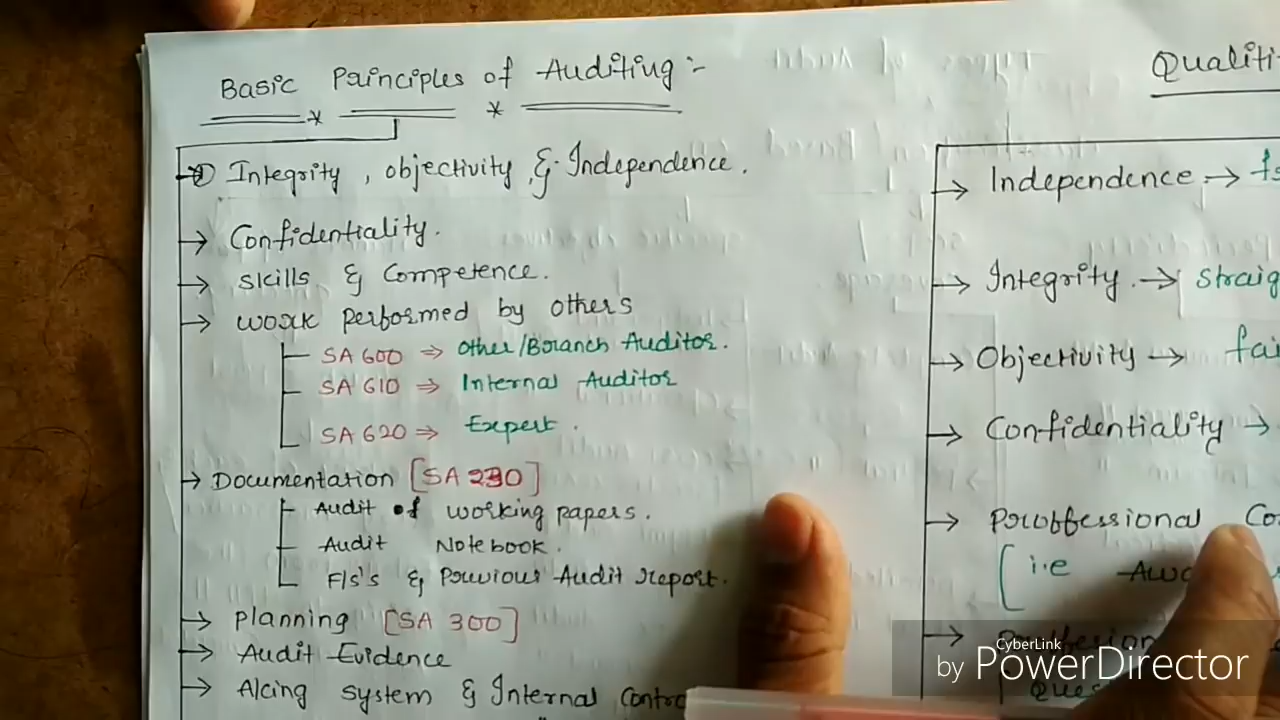 Basic Principles of Auditing :-
① Integrity, objectivity & Independence.
→ Confidentiality.
→ Skills & Competence.
→ Work performed by others
SA 600 ⇒ Other/Branch Auditor.
SA 610 ⇒ Internal Auditor
SA 620 ⇒ Expert.
→ Documentation [SA 230]
Audit of working papers.
Audit Notebook.
F/S's & Previous Audit report.
→ Planning [SA 300]
→ Audit Evidence
→ A/cing System & Internal Contro
Qualiti
→ Independence →
→ Integrity. → Straig
→ Objectivity → fai
→ Confidentiality →
→ Proffessional Co
[i.e
→
CyberLink
by PowerDirector